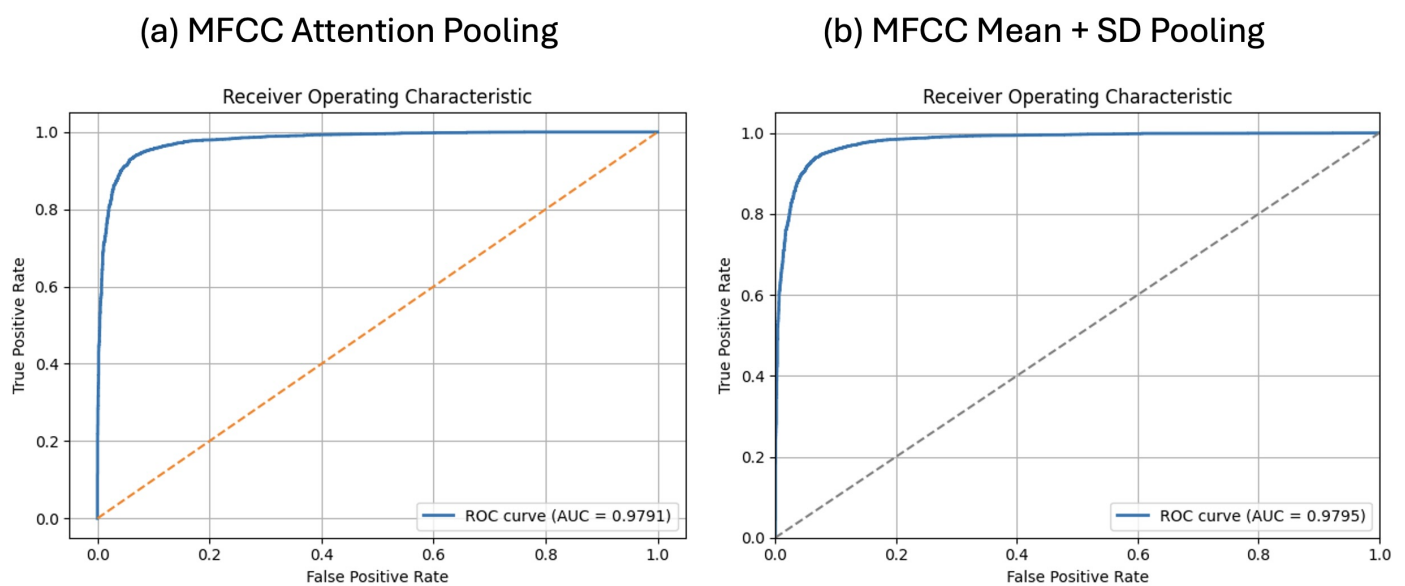 (a) MFCC Attention Pooling
Receiver Operating Characteristic
True Positive Rate
1.0
0.8
0.6
0.4
0.2
0.0
ROC curve (AUC = 0.9791)
0.0 0.2 0.4 0.6 0.8 1.0
False Positive Rate
(b) MFCC Mean + SD Pooling
Receiver Operating Characteristic
True Positive Rate
1.0
0.8
0.6
0.4
0.2
0.0
ROC curve (AUC = 0.9795)
0.0 0.2 0.4 0.6 0.8 1.0
False Positive Rate